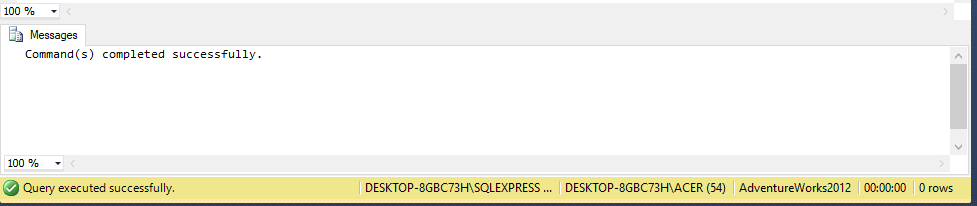 100 %
Messages
Command(s) completed successfully.
100 %
Query executed successfully. DESKTOP-8GBC73H\SQLEXPRESS ... DESKTOP-8GBC73H\ACER (54) AdventureWorks2012 00:00:00 0 rows